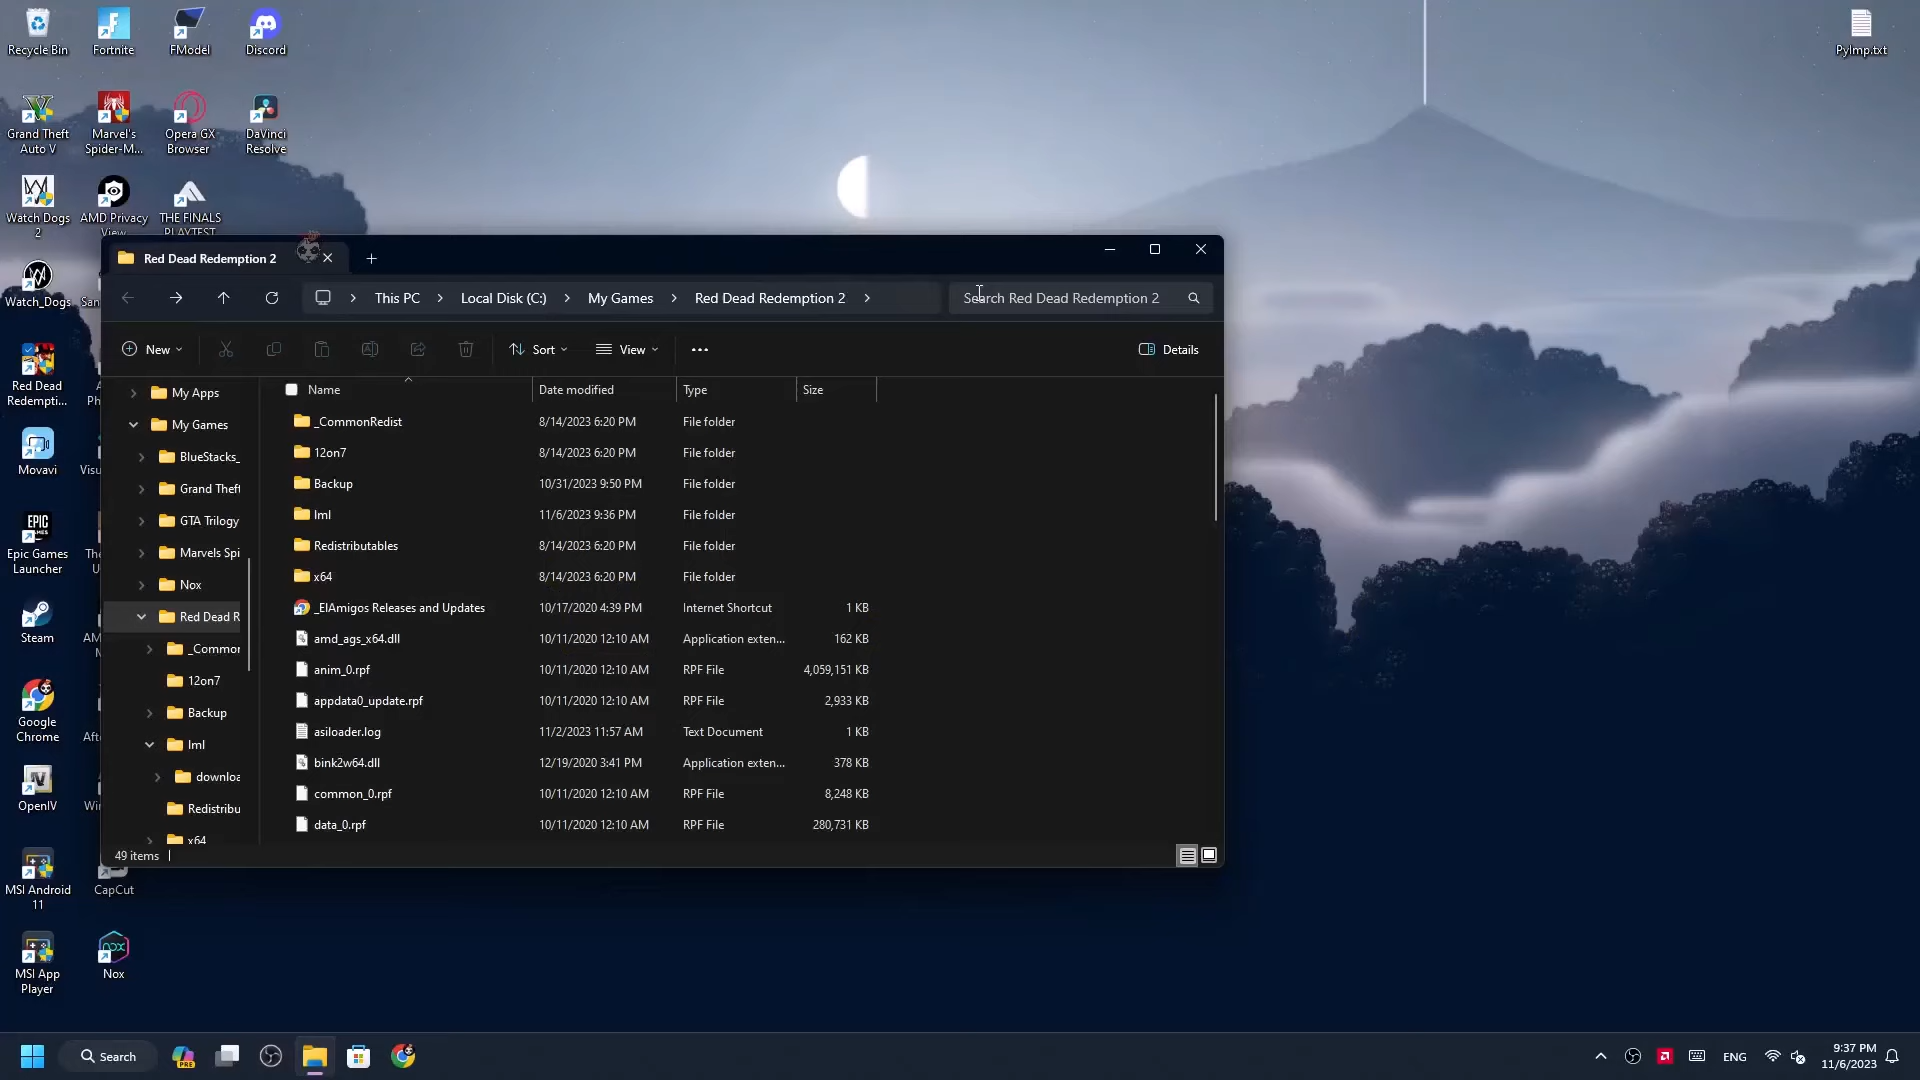 Recycle Bin
Fortnite
FModel
Discord
PyImp.txt
Grand Theft
Auto V
Marvel's
Spider-M...
Opera GX
Browser
DaVinci
Resolve
Watch Dogs
2
AMD Privacy
View
THE FINALS
PLAYTEST
Watch_Dogs
Red Dead
Redempti...
Movavi
Epic Games
Launcher
Steam
Google
Chrome
OpenIV
MSI Android
11
CapCut
MSI App
Player
Nox
Red Dead Redemption 2
This PC
Local Disk (C:)
My Games
Red Dead Redemption 2
Search Red Dead Redemption 2
New
Sort
View
Details
My Apps
My Games
BlueStacks_
Grand Theft
GTA Trilogy
Marvels Spi
Nox
Red Dead R
_Common
12on7
Backup
lml
downloa
Redistribu
x64
Name Date modified Type Size
_CommonRedist 8/14/2023 6:20 PM File folder
12on7 8/14/2023 6:20 PM File folder
Backup 10/31/2023 9:50 PM File folder
lml 11/6/2023 9:36 PM File folder
Redistributables 8/14/2023 6:20 PM File folder
x64 8/14/2023 6:20 PM File folder
_ElAmigos Releases and Updates 10/17/2020 4:39 PM Internet Shortcut 1 KB
amd_ags_x64.dll 10/11/2020 12:10 AM Application exten... 162 KB
anim_0.rpf 10/11/2020 12:10 AM RPF File 4,059,151 KB
appdata0_update.rpf 10/11/2020 12:10 AM RPF File 2,933 KB
asiloader.log 11/2/2023 11:57 AM Text Document 1 KB
bink2w64.dll 12/19/2020 3:41 PM Application exten... 378 KB
common_0.rpf 10/11/2020 12:10 AM RPF File 8,248 KB
data_0.rpf 10/11/2020 12:10 AM RPF File 280,731 KB
49 items
Search
PRE
ENG
9:37 PM
11/6/2023